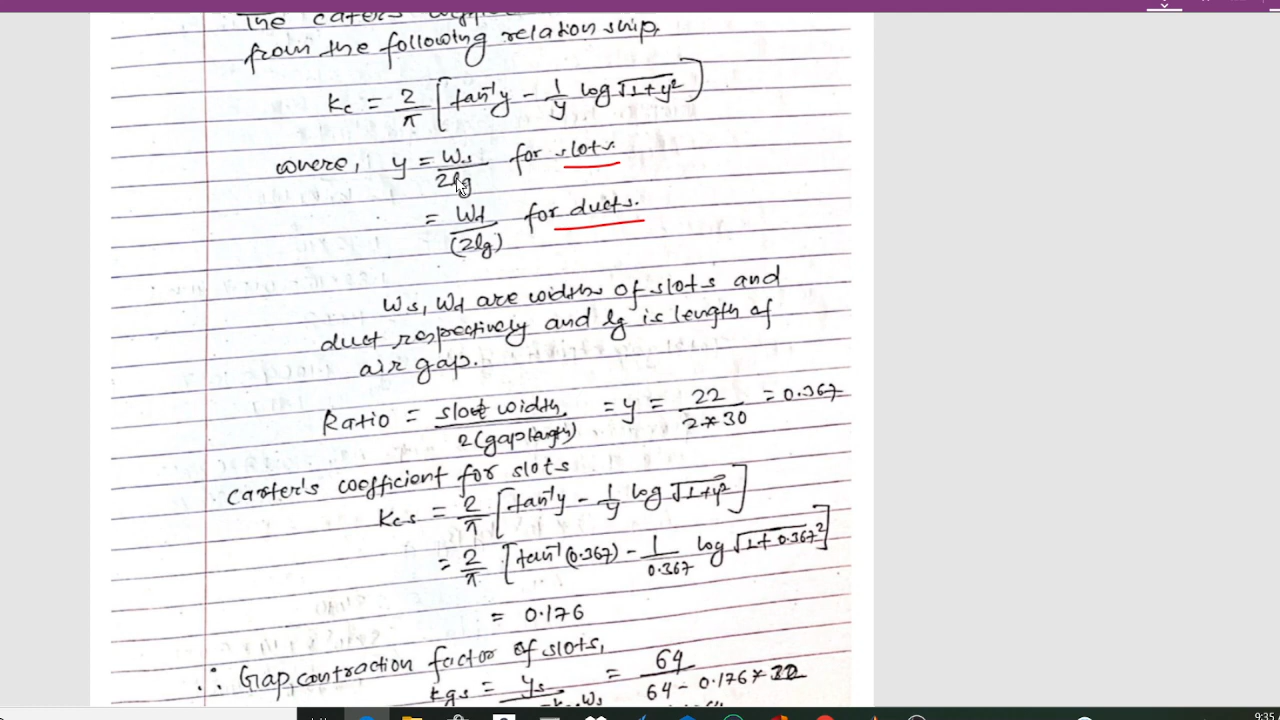 The
from the following relationship,
Kc = 2/π [tan⁻¹y − 1/y log √1+y²]
where, y = Ws/2lg for slots.
= Wd/(2lg) for ducts.
Ws, Wd are widths of slots and
duct respectively and lg is length of
air gap.
Ratio = slot width/2(gap length) = y = 22/2*30 = 0.367
Carter's coefficient for slots
Kcs = 2/π [tan⁻¹y − 1/y log √1+y²]
= 2/π [tan⁻¹(0.367) − 1/0.367 log √1+0.367²]
= 0.176
∴ Gap contraction factor of slots,
Kgs = ys = 64/64 − 0.176*
9:35